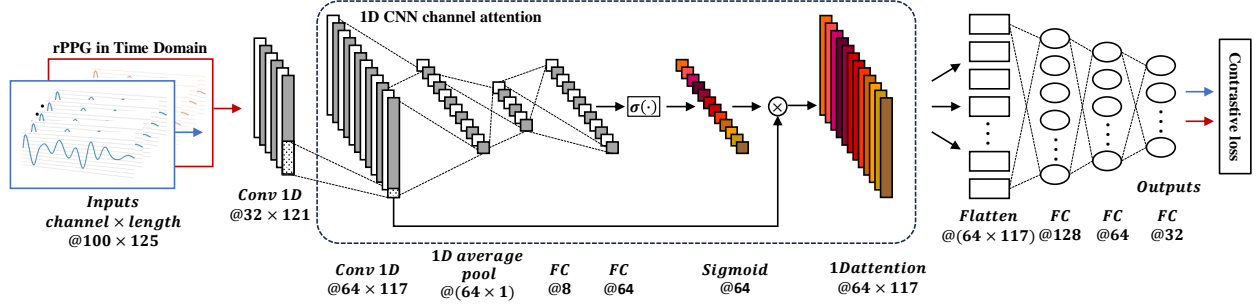 1D CNN channel attention
rPPG in Time Domain
σ(·)
Contrastive loss
Inputs
channel × length
@100 × 125
Conv 1D
@32 × 121
Conv 1D
@64 × 117
1D average
pool
@(64 × 1)
FC
@8
FC
@64
Sigmoid
@64
1Dattention
@64 × 117
Outputs
Flatten
@(64 × 117)
FC
@128
FC
@64
FC
@32